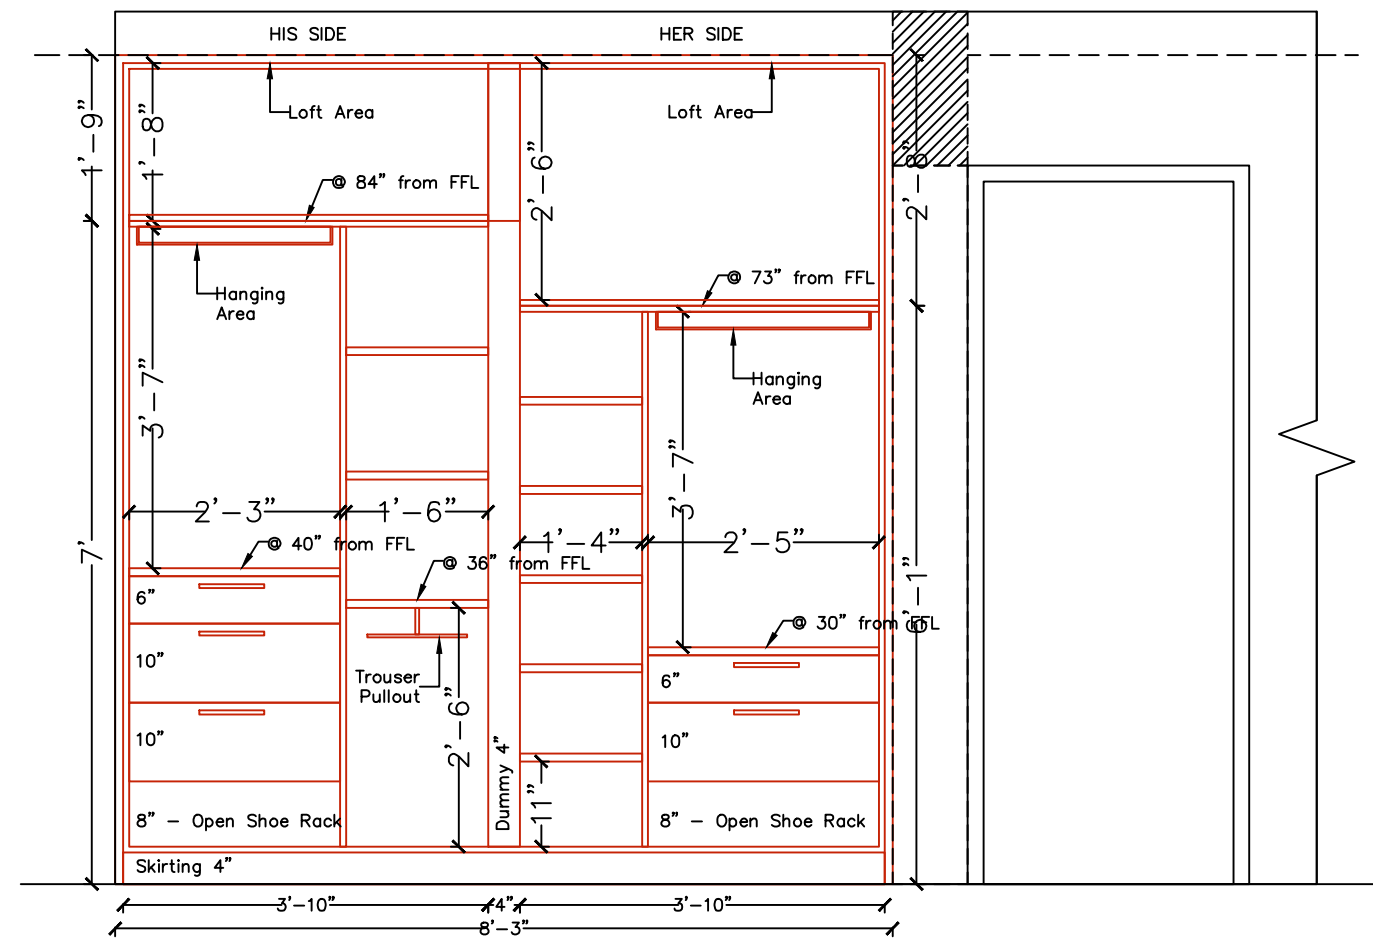 HIS SIDE
HER SIDE
Loft Area
Loft Area
1'-9"
1'-8"
2'-6"
2'-8"
@ 84" from FFL
Hanging
Area
@ 73" from FFL
Hanging
Area
3'-7"
3'-7"
2'-3"
1'-6"
1'-4"
2'-5"
7'
@ 40" from FFL
@ 36" from FFL
6'-1"
6"
@ 30" from FFL
10"
Trouser
Pullout
6"
2'-6"
10"
10"
Dummy 4"
11"
8" - Open Shoe Rack
8" - Open Shoe Rack
Skirting 4"
3'-10"
4"
3'-10"
8'-3"